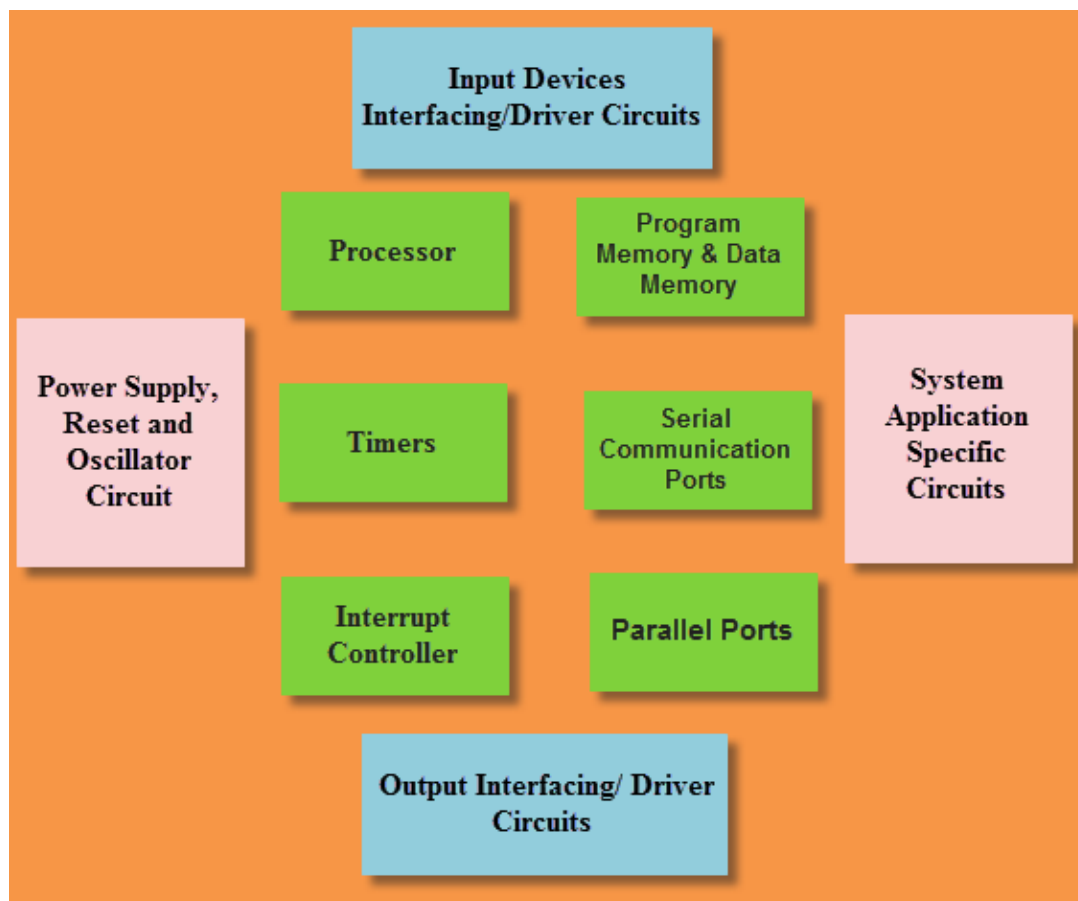 Input Devices
Interfacing/Driver Circuits
Processor
Program
Memory & Data
Memory
Power Supply,
Reset and
Oscillator
Circuit
Timers
Serial
Communication
Ports
System
Application
Specific
Circuits
Interrupt
Controller
Parallel Ports
Output Interfacing/ Driver
Circuits